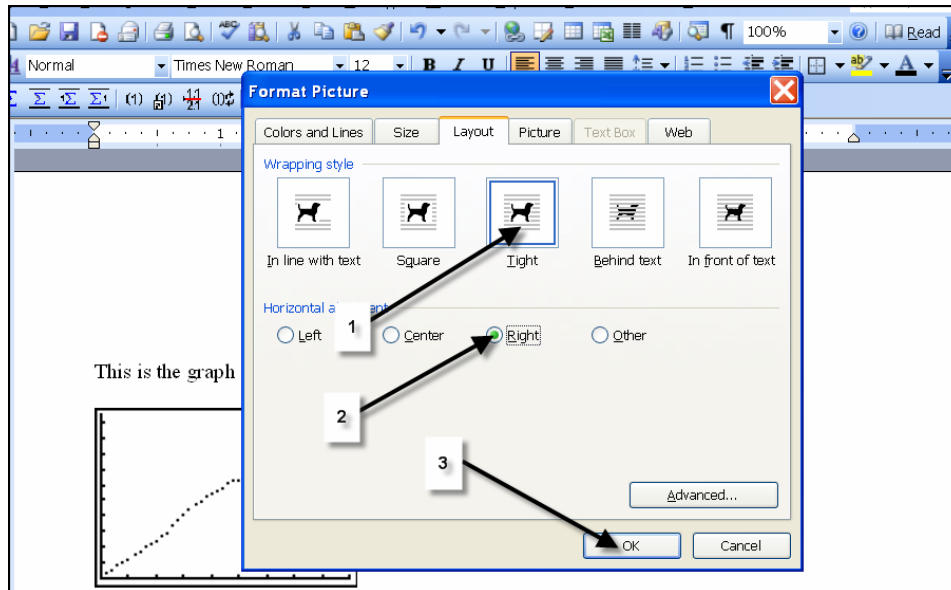 100% Read
Normal Times New Roman 12 B I U A
Format Picture
1
Colors and Lines Size Layout Picture Text Box Web
Wrapping style
In line with text Square Tight Behind text In front of text
Horizontal
1
Left Center Right Other
This is the graph
2
3
Advanced...
OK Cancel